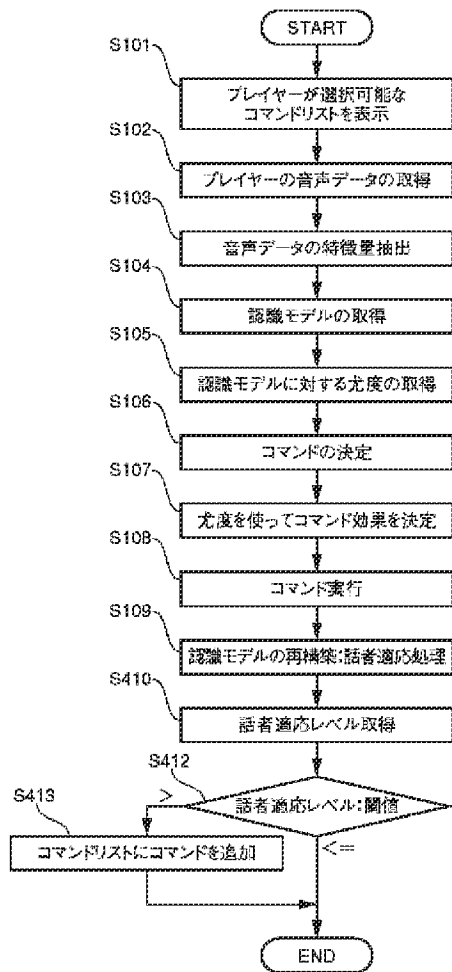 START
S101
プレイヤーが選択可能な
コマンドリストを表示
S102
プレイヤーの音声データの取得
S103
音声データの特徴量抽出
S104
認識モデルの取得
S105
認識モデルに対する尤度の取得
S106
コマンドの決定
S107
尤度を使ってコマンド効果を決定
S108
コマンド実行
S109
認識モデルの再構築:話者適応処理
S410
話者適応レベル取得
S412
話者適応レベル:閾値
>
<=
S413
コマンドリストにコマンドを追加
END